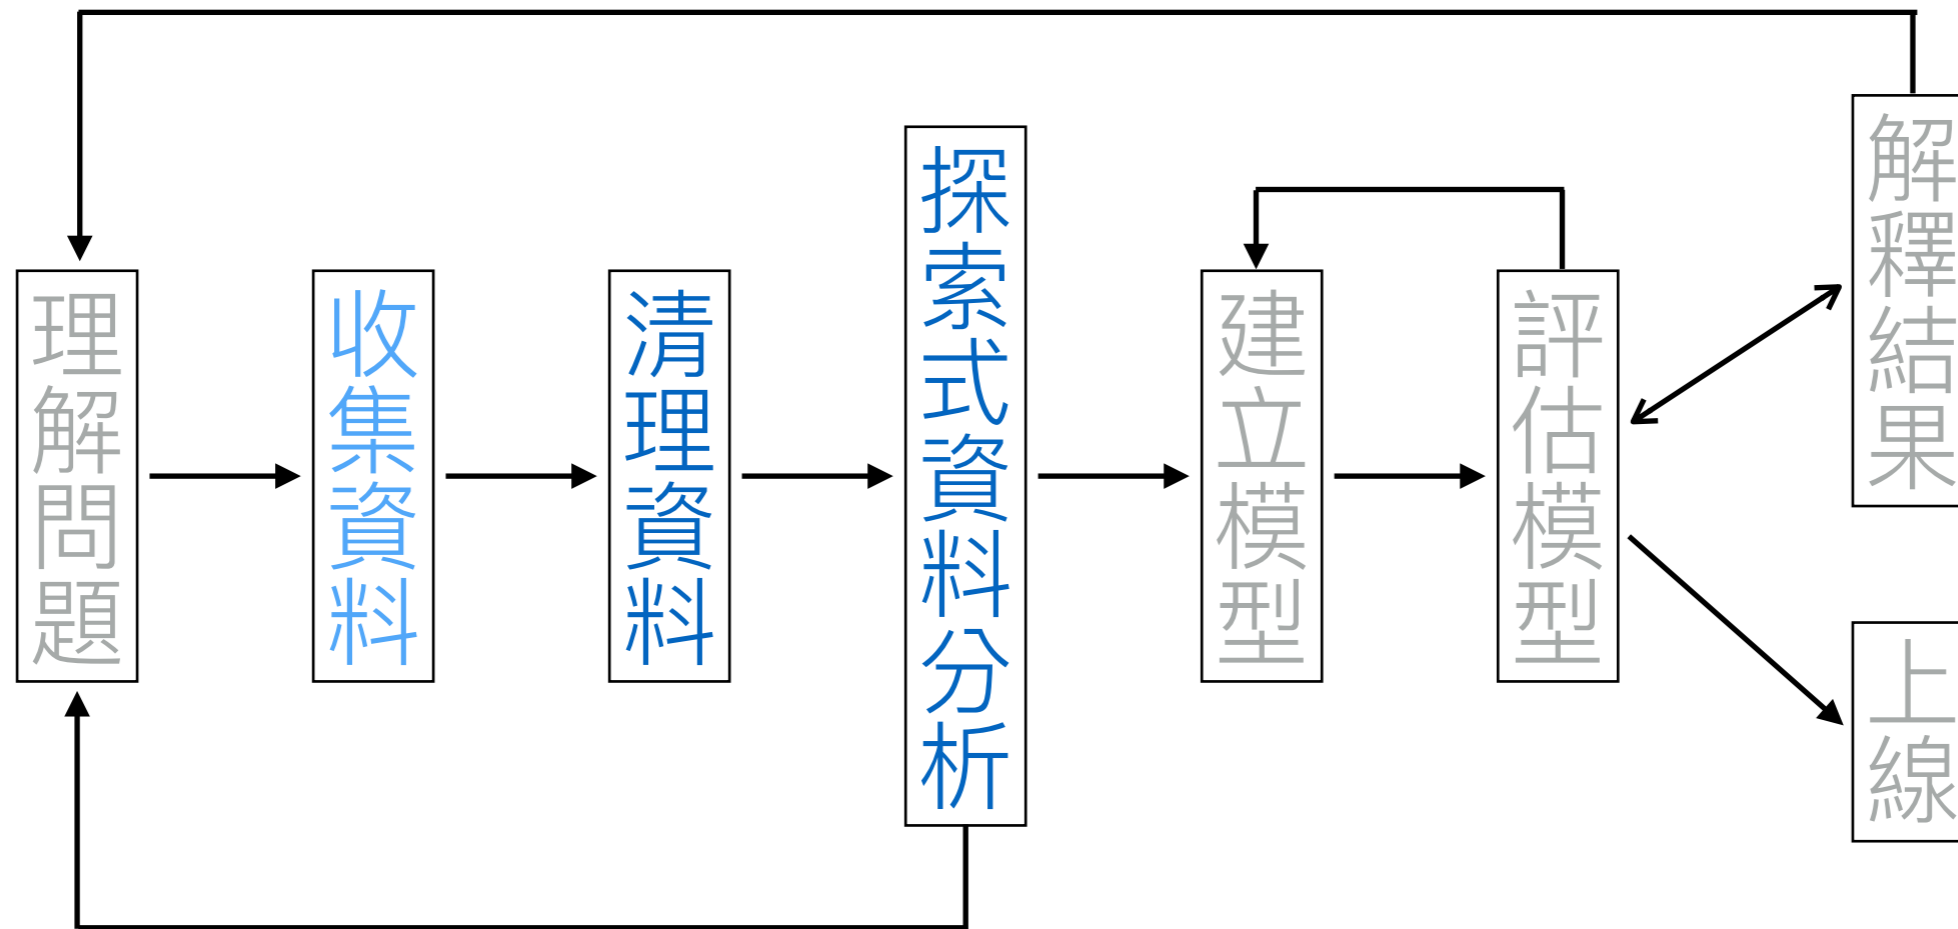 理解問題
收集資料
清理資料
探索式資料分析
建立模型
評估模型
解釋結果
上線